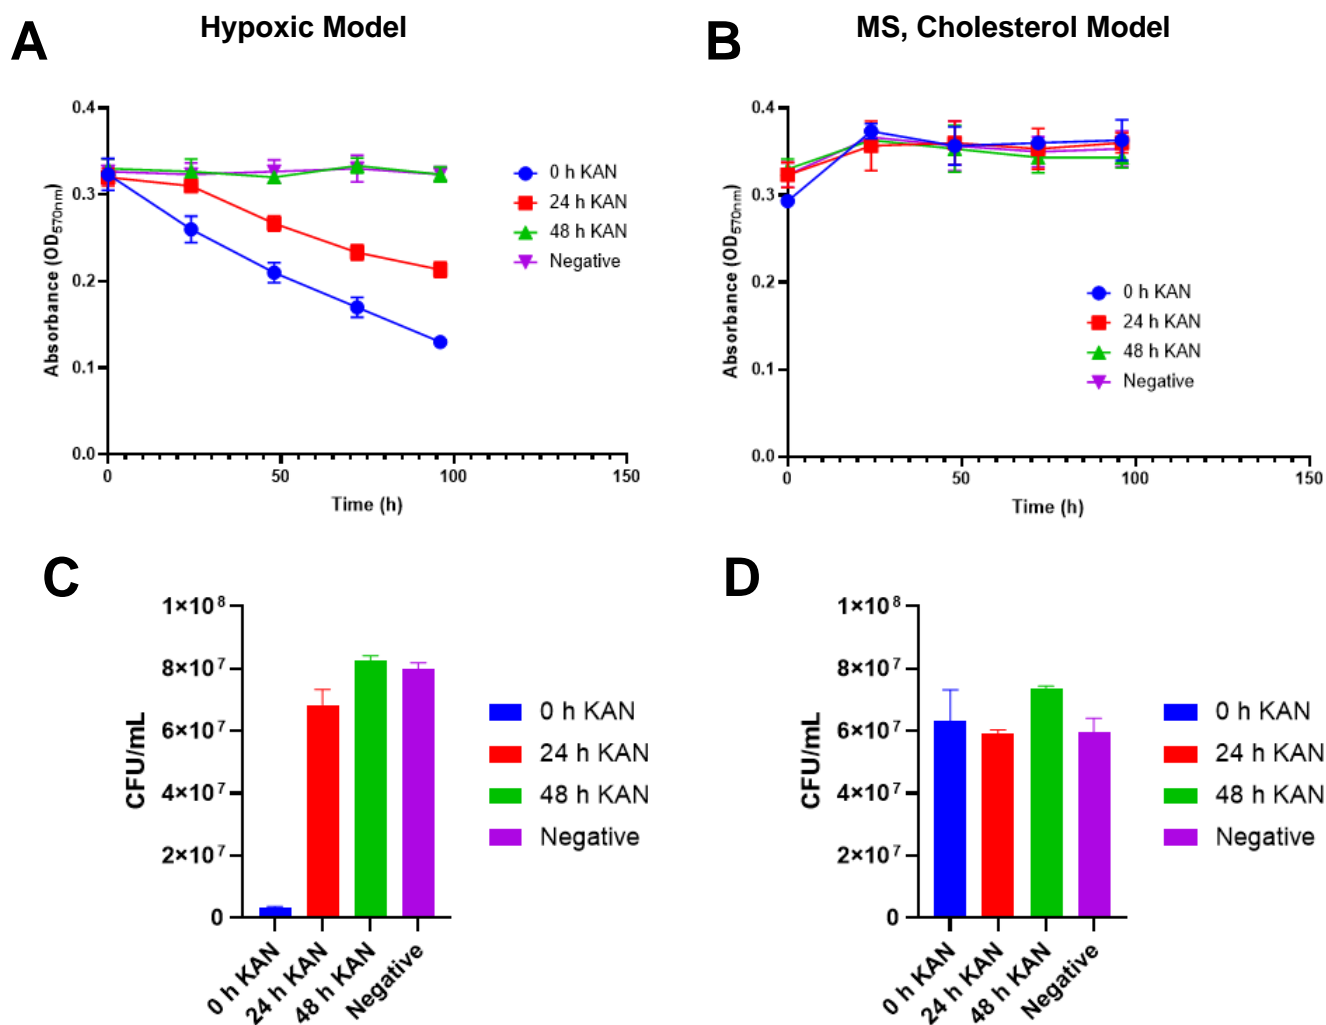 A
Hypoxic Model
0.4
0.3
0.2
0.1
0.0
Absorbance (OD570nm)
0
50
100
150
Time (h)
0 h KAN
24 h KAN
48 h KAN
Negative
B
MS, Cholesterol Model
0.4
0.3
0.2
0.1
0.0
Absorbance (OD570nm)
0
50
100
150
Time (h)
0 h KAN
24 h KAN
48 h KAN
Negative
C
1×10⁸
8×10⁷
6×10⁷
4×10⁷
2×10⁷
0
CFU/mL
0 h KAN
24 h KAN
48 h KAN
Negative
0 h KAN
24 h KAN
48 h KAN
Negative
D
1×10⁸
8×10⁷
6×10⁷
4×10⁷
2×10⁷
0
CFU/mL
0 h KAN
24 h KAN
48 h KAN
Negative
0 h KAN
24 h KAN
48 h KAN
Negative